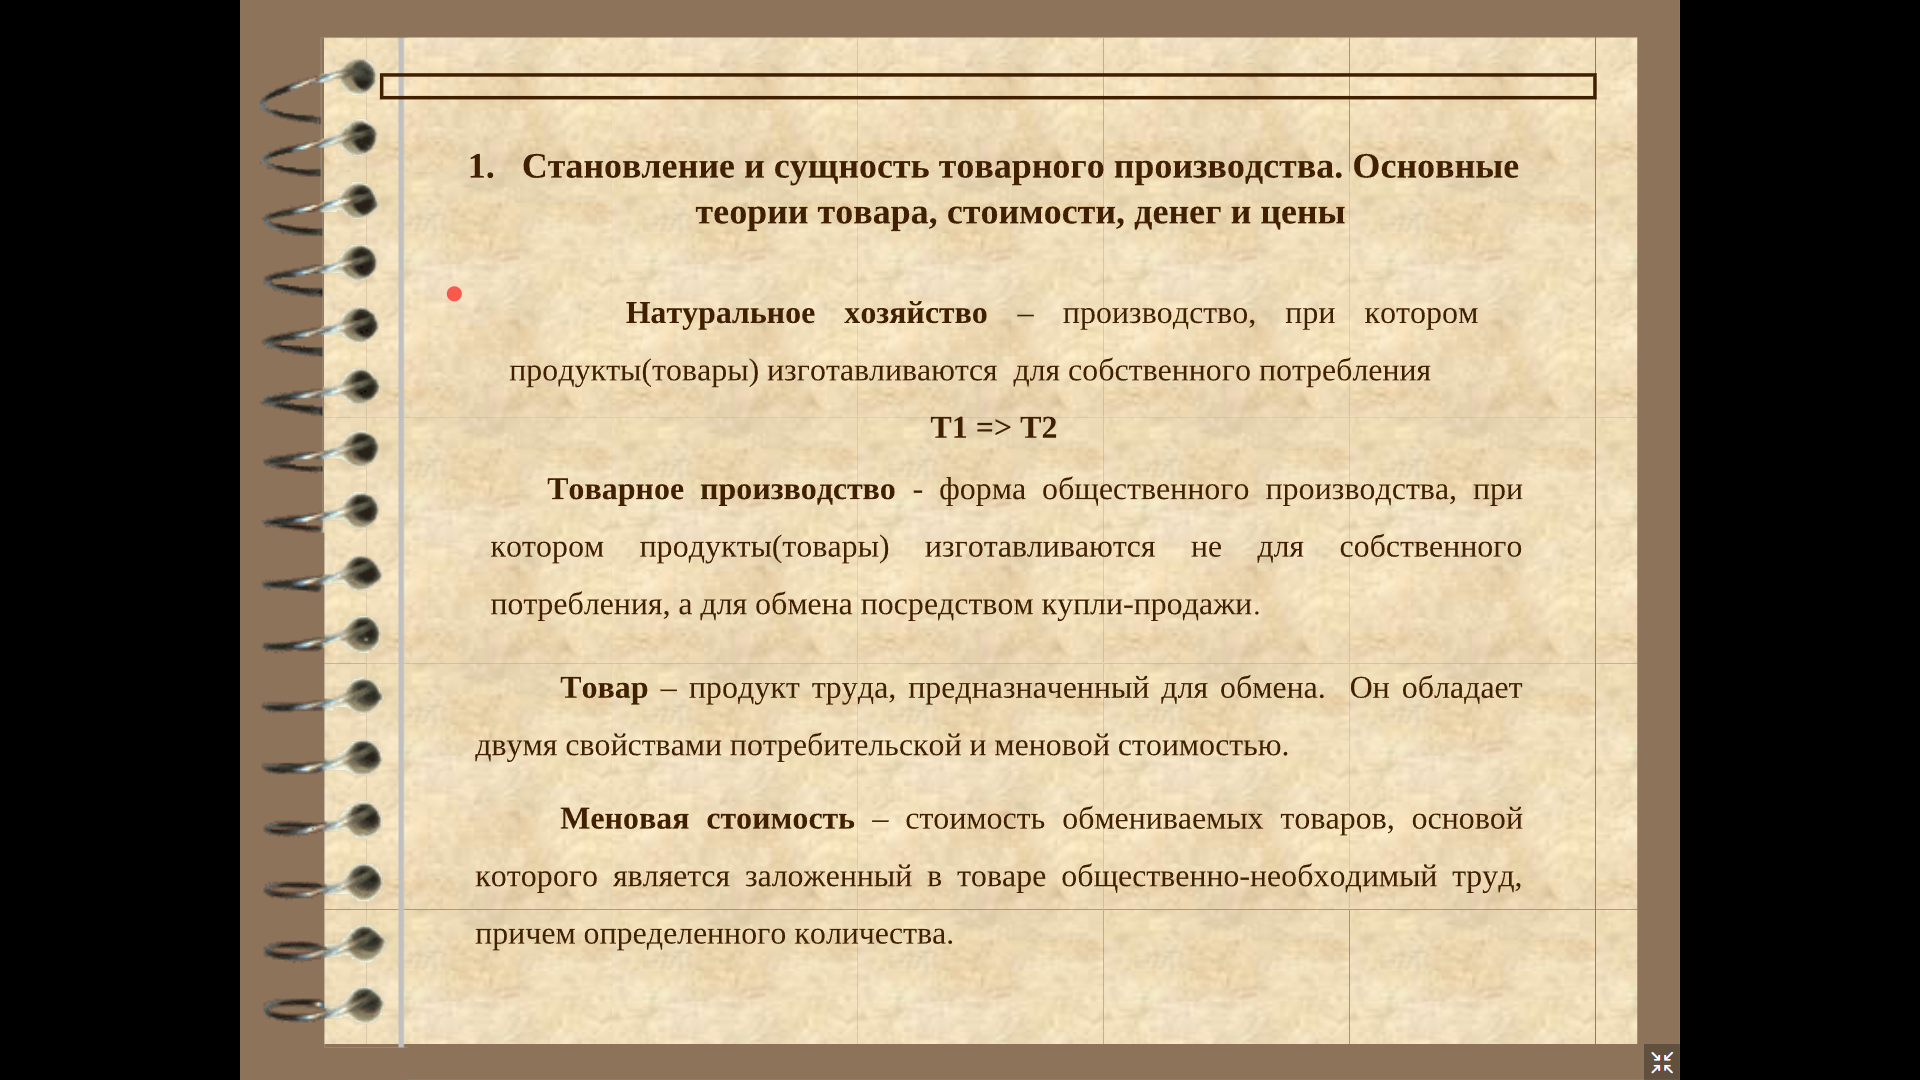 1. Становление и сущность товарного производства. Основные
теории товара, стоимости, денег и цены
Натуральное хозяйство – производство, при котором
продукты(товары) изготавливаются для собственного потребления
Т1 => Т2
Товарное производство - форма общественного производства, при
котором продукты(товары) изготавливаются не для собственного
потребления, а для обмена посредством купли-продажи.
Товар – продукт труда, предназначенный для обмена. Он обладает
двумя свойствами потребительской и меновой стоимостью.
Меновая стоимость – стоимость обмениваемых товаров, основой
которого является заложенный в товаре общественно-необходимый труд,
причем определенного количества.